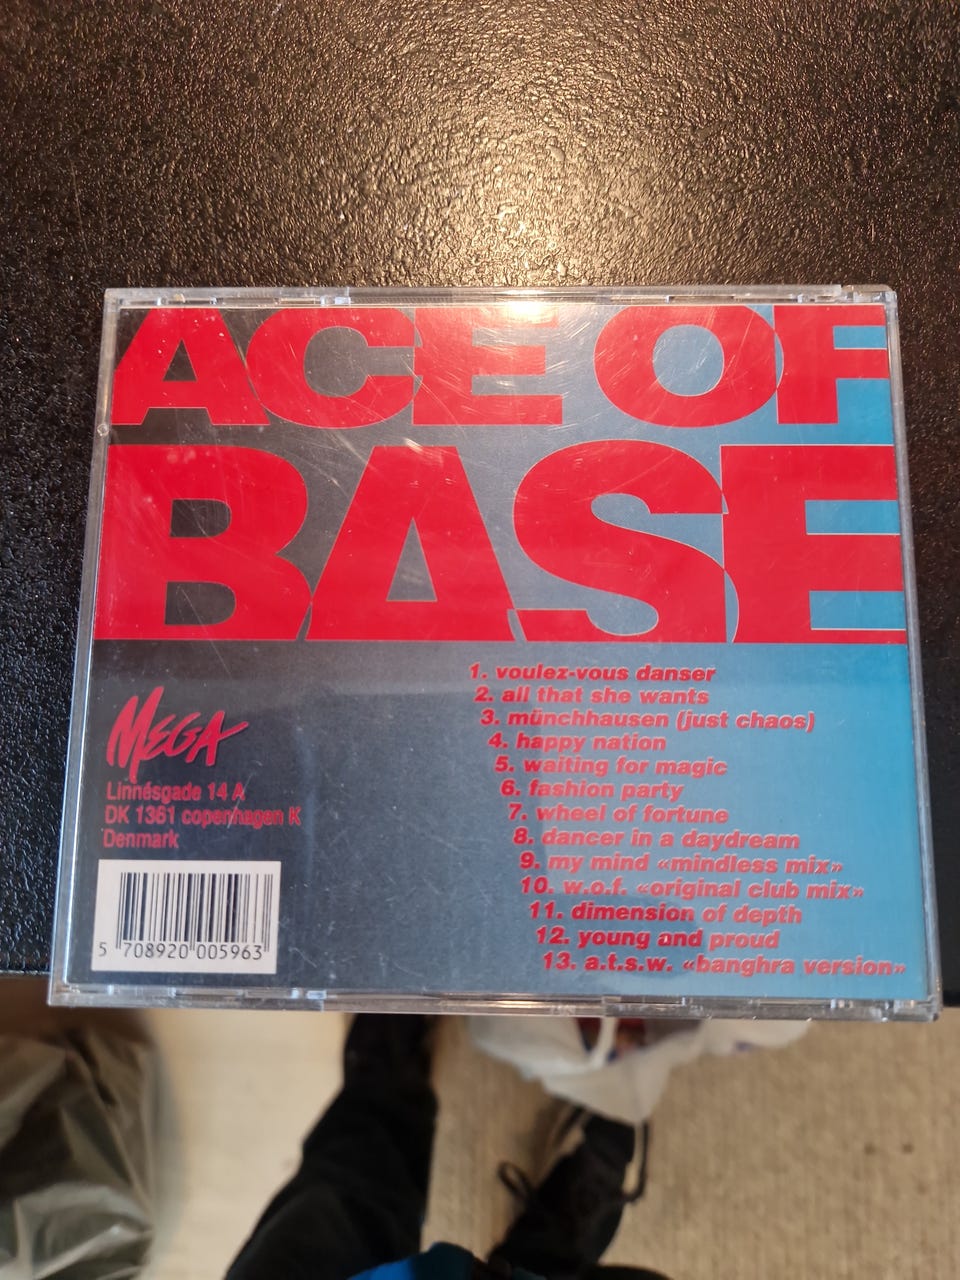 ACE OF
BASE
1. voulez-vous danser
2. all that she wants
3. münchhausen (just chaos)
4. happy nation
5. waiting for magic
6. fashion party
7. wheel of fortune
8. dancer in a daydream
9. my mind «mindless mix»
10. w.o.f. «original club mix»
11. dimension of depth
12. young and proud
13. a.t.s.w. «banghra version»
MEGA
Linnésgade 14 A
DK 1361 copenhagen K
Denmark
5 708920 005963